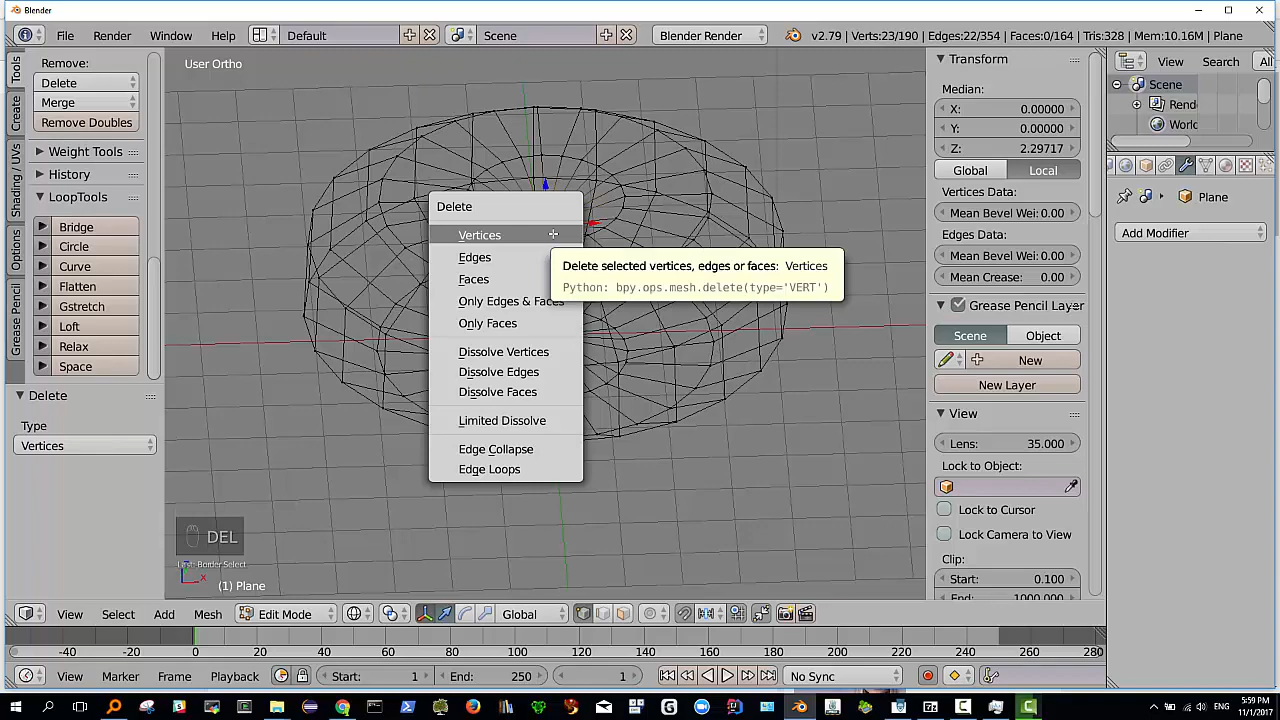 Blender
File Render Window Help Default Scene Blender Render v2.79 | Verts:23/190 | Edges:22/354 | Faces:0/164 | Tris:328 | Mem:10.16M | Plane
Tools
Create
Shading / UVs
Options
Grease Pencil
Remove:
Delete
Merge
Remove Doubles
Weight Tools
History
LoopTools
Bridge
Circle
Curve
Flatten
Gstretch
Loft
Relax
Space
Delete
Type
Vertices
User Ortho
Delete
Vertices
Edges
Faces
Only Edges & Faces
Only Faces
Dissolve Vertices
Dissolve Edges
Dissolve Faces
Limited Dissolve
Edge Collapse
Edge Loops
Delete selected vertices, edges or faces: Vertices
Python: bpy.ops.mesh.delete(type='VERT')
DEL
Last: Border Select
x
(1) Plane
Transform
Median:
X: 0.00000
Y: 0.00000
Z: 2.29717
Global Local
Vertices Data:
Mean Bevel Wei: 0.00
Edges Data:
Mean Bevel Wei: 0.00
Mean Crease: 0.00
Grease Pencil Layer
Scene Object
New
New Layer
View
Lens: 35.000
Lock to Object:
Lock to Cursor
Lock Camera to View
Clip:
Start: 0.100
End: 1000.000
View Search All
Scene
Rend
World
Plane
Add Modifier
View Select Add Mesh Edit Mode Global
-40 -20 0 20 40 60 80 100 120 140 160 180 200 220 240 260 280
View Marker Frame Playback Start: 1 End: 250 1 No Sync
ENG
5:59 PM
11/1/2017